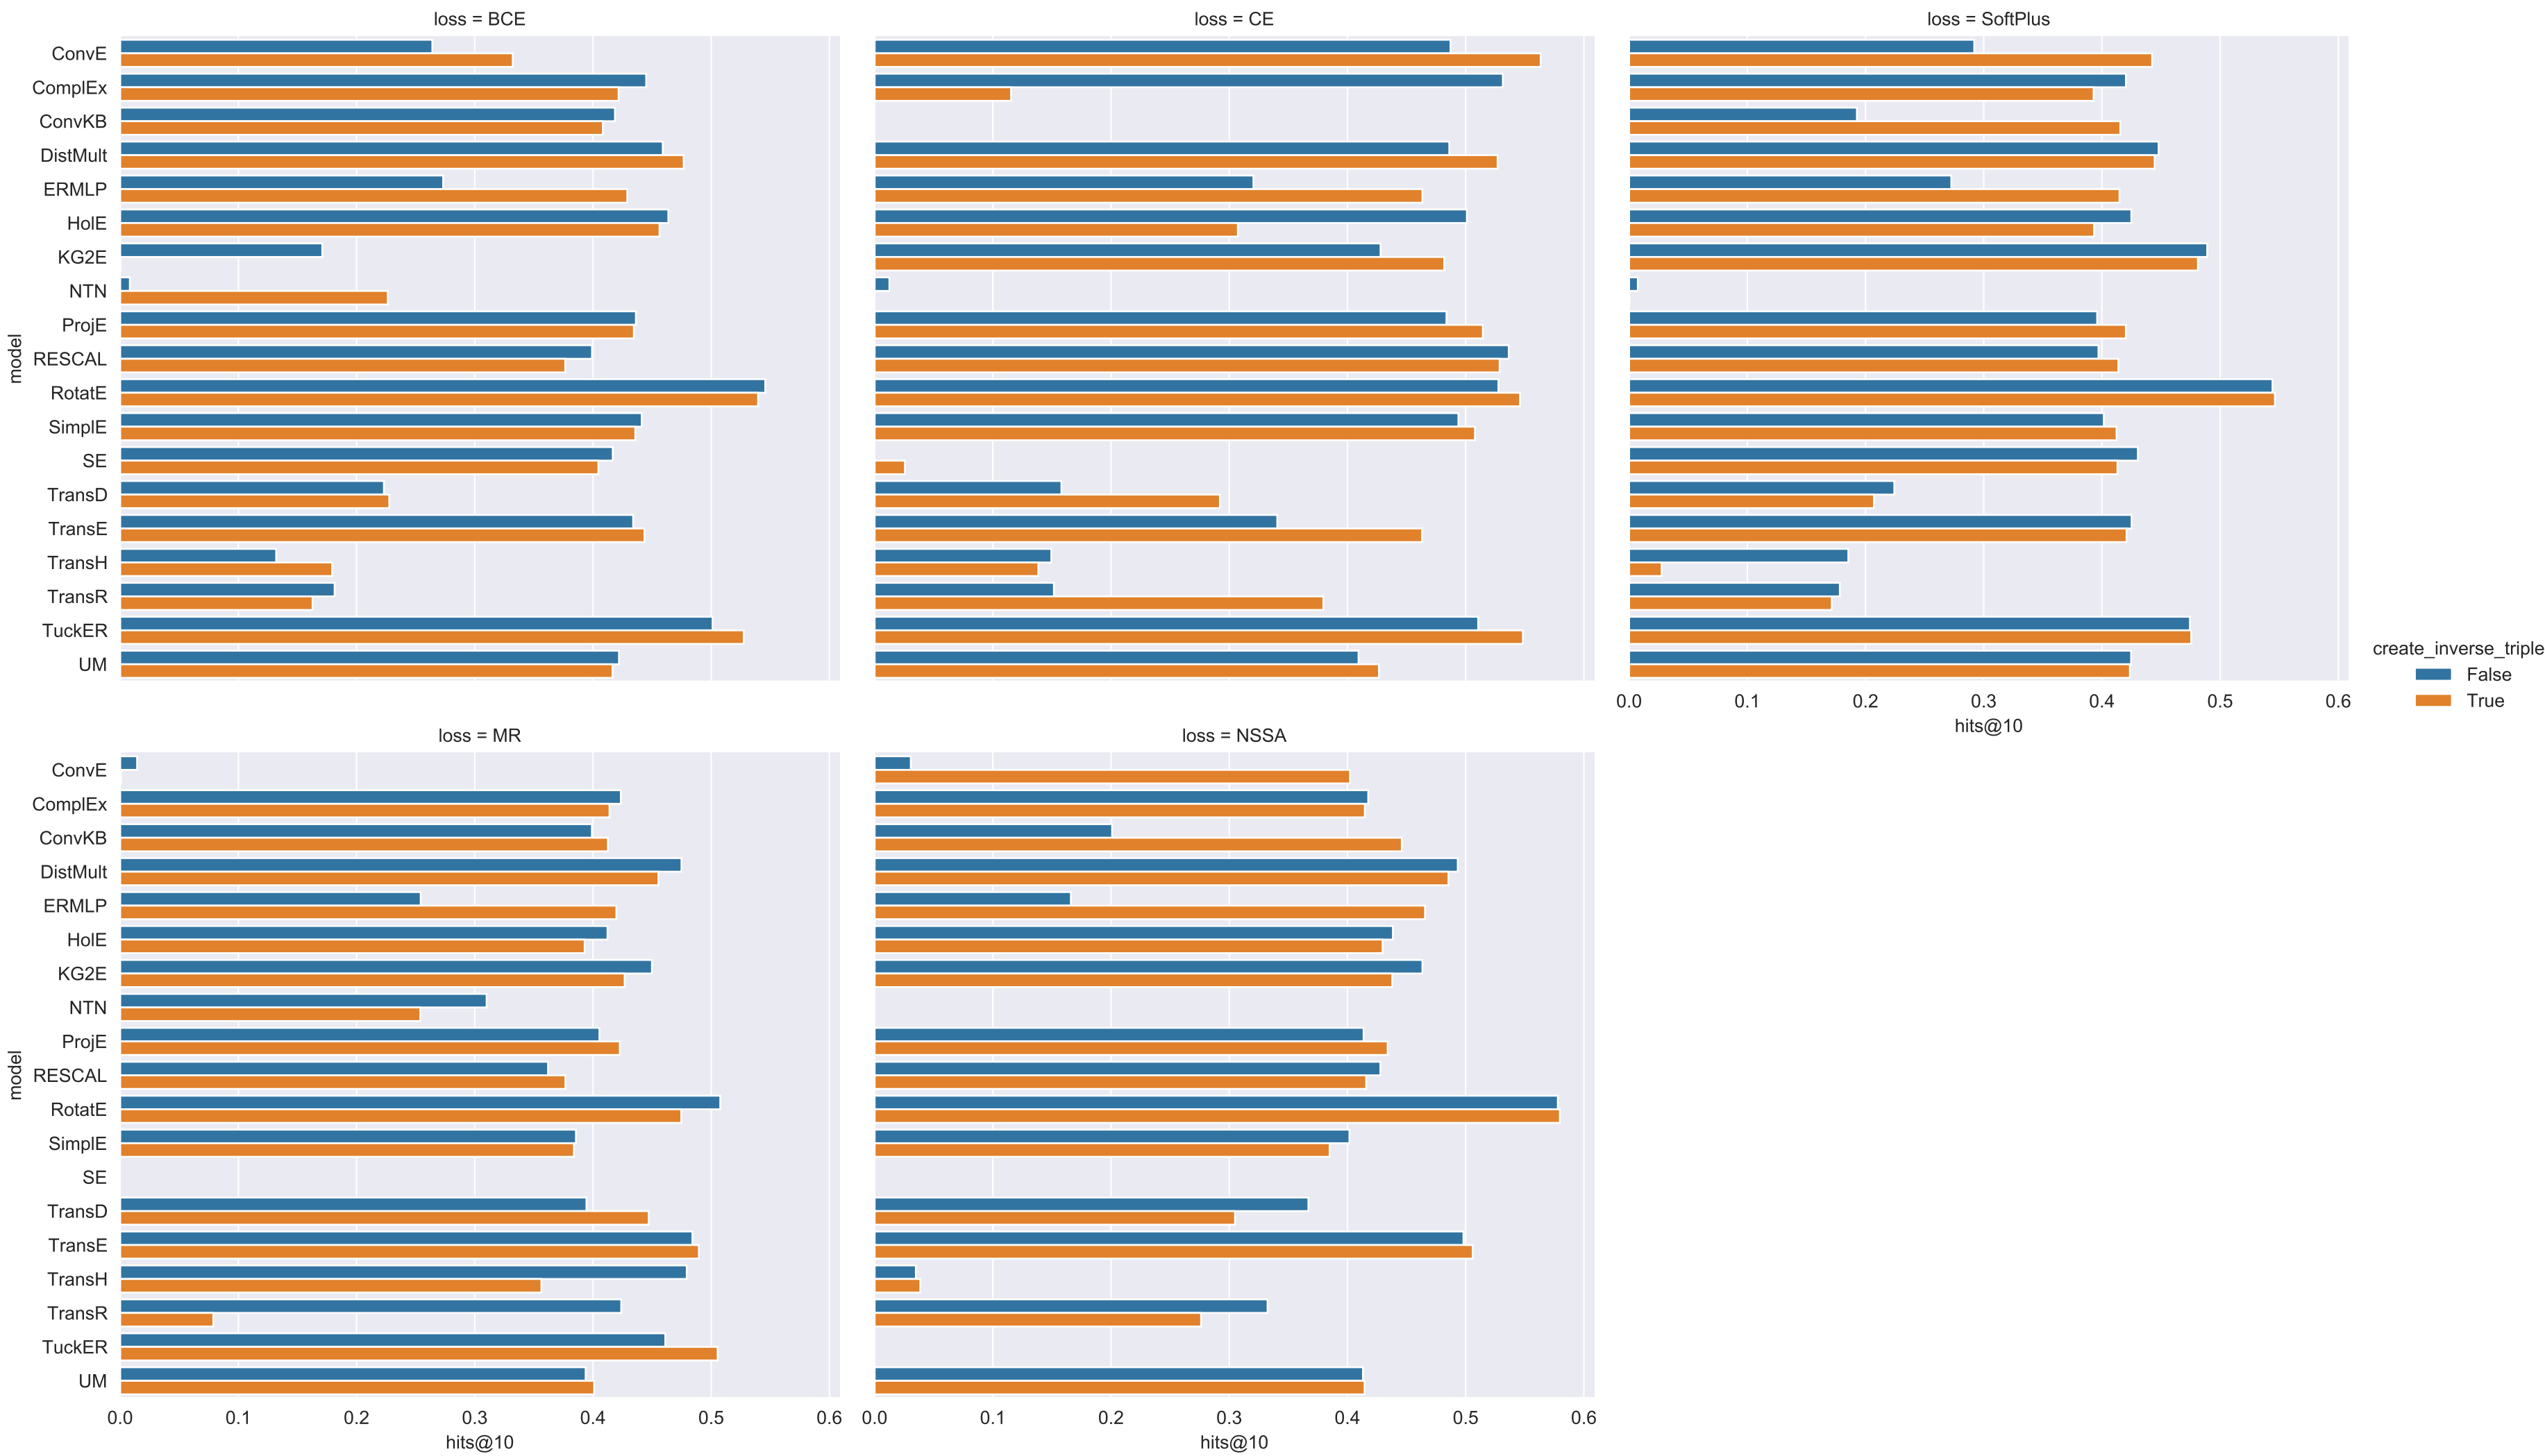 loss = BCE
loss = CE
loss = SoftPlus
ConvE
ComplEx
ConvKB
DistMult
ERMLP
HolE
KG2E
NTN
ProjE
RESCAL
RotatE
SimplE
SE
TransD
TransE
TransH
TransR
TuckER
UM
model
0.0 0.1 0.2 0.3 0.4 0.5 0.6
hits@10
create_inverse_triple
False
True
loss = MR
loss = NSSA
ConvE
ComplEx
ConvKB
DistMult
ERMLP
HolE
KG2E
NTN
ProjE
RESCAL
RotatE
SimplE
SE
TransD
TransE
TransH
TransR
TuckER
UM
model
0.0 0.1 0.2 0.3 0.4 0.5 0.6
hits@10
0.0 0.1 0.2 0.3 0.4 0.5 0.6
hits@10